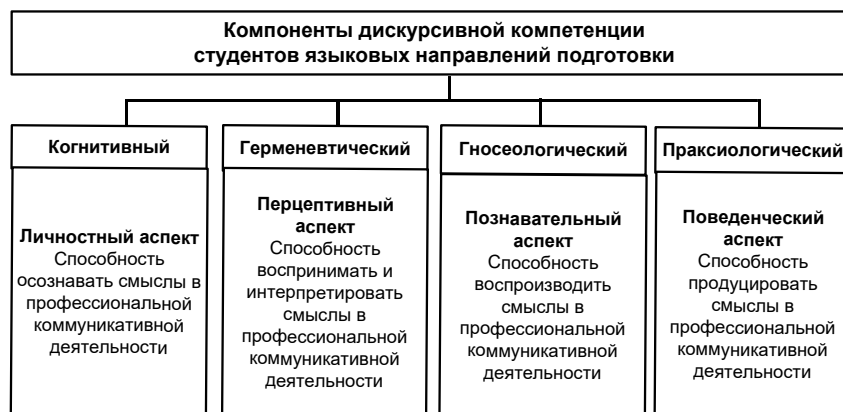 Компоненты дискурсивной компетенции
студентов языковых направлений подготовки
Когнитивный
Личностный аспект
Способность
осознавать смыслы в
профессиональной
коммуникативной
деятельности
Герменевтический
Перцептивный
аспект
Способность
воспринимать и
интерпретировать
смыслы в
профессиональной
коммуникативной
деятельности
Гносеологический
Познавательный
аспект
Способность
воспроизводить
смыслы в
профессиональной
коммуникативной
деятельности
Праксиологический
Поведенческий
аспект
Способность
продуцировать
смыслы в
профессиональной
коммуникативной
деятельности